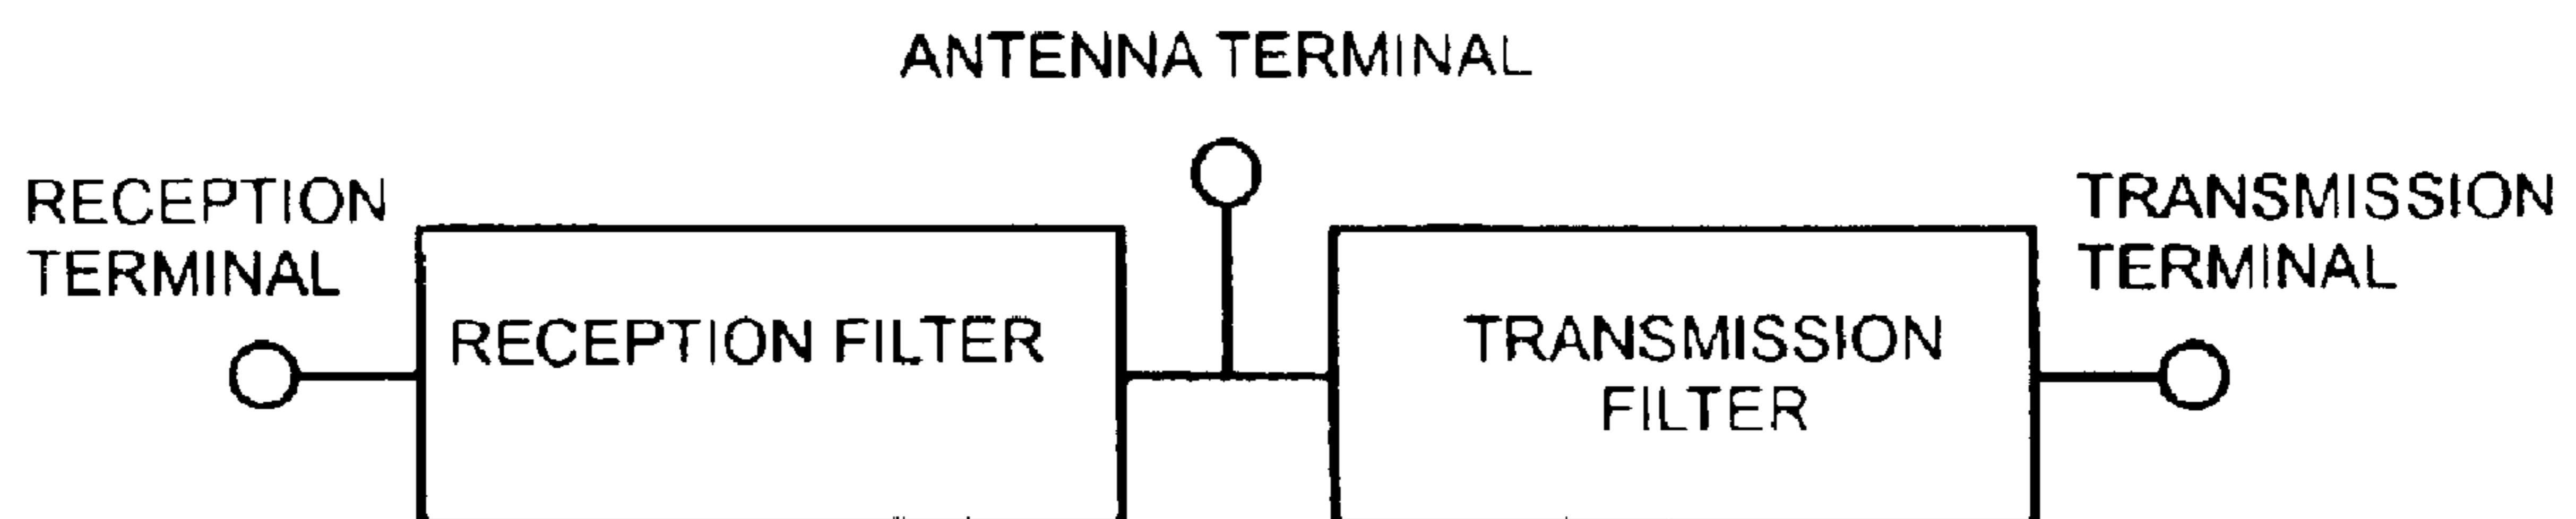 ANTENNA TERMINAL
RECEPTION
TERMINAL
RECEPTION FILTER
TRANSMISSION
FILTER
TRANSMISSION
TERMINAL